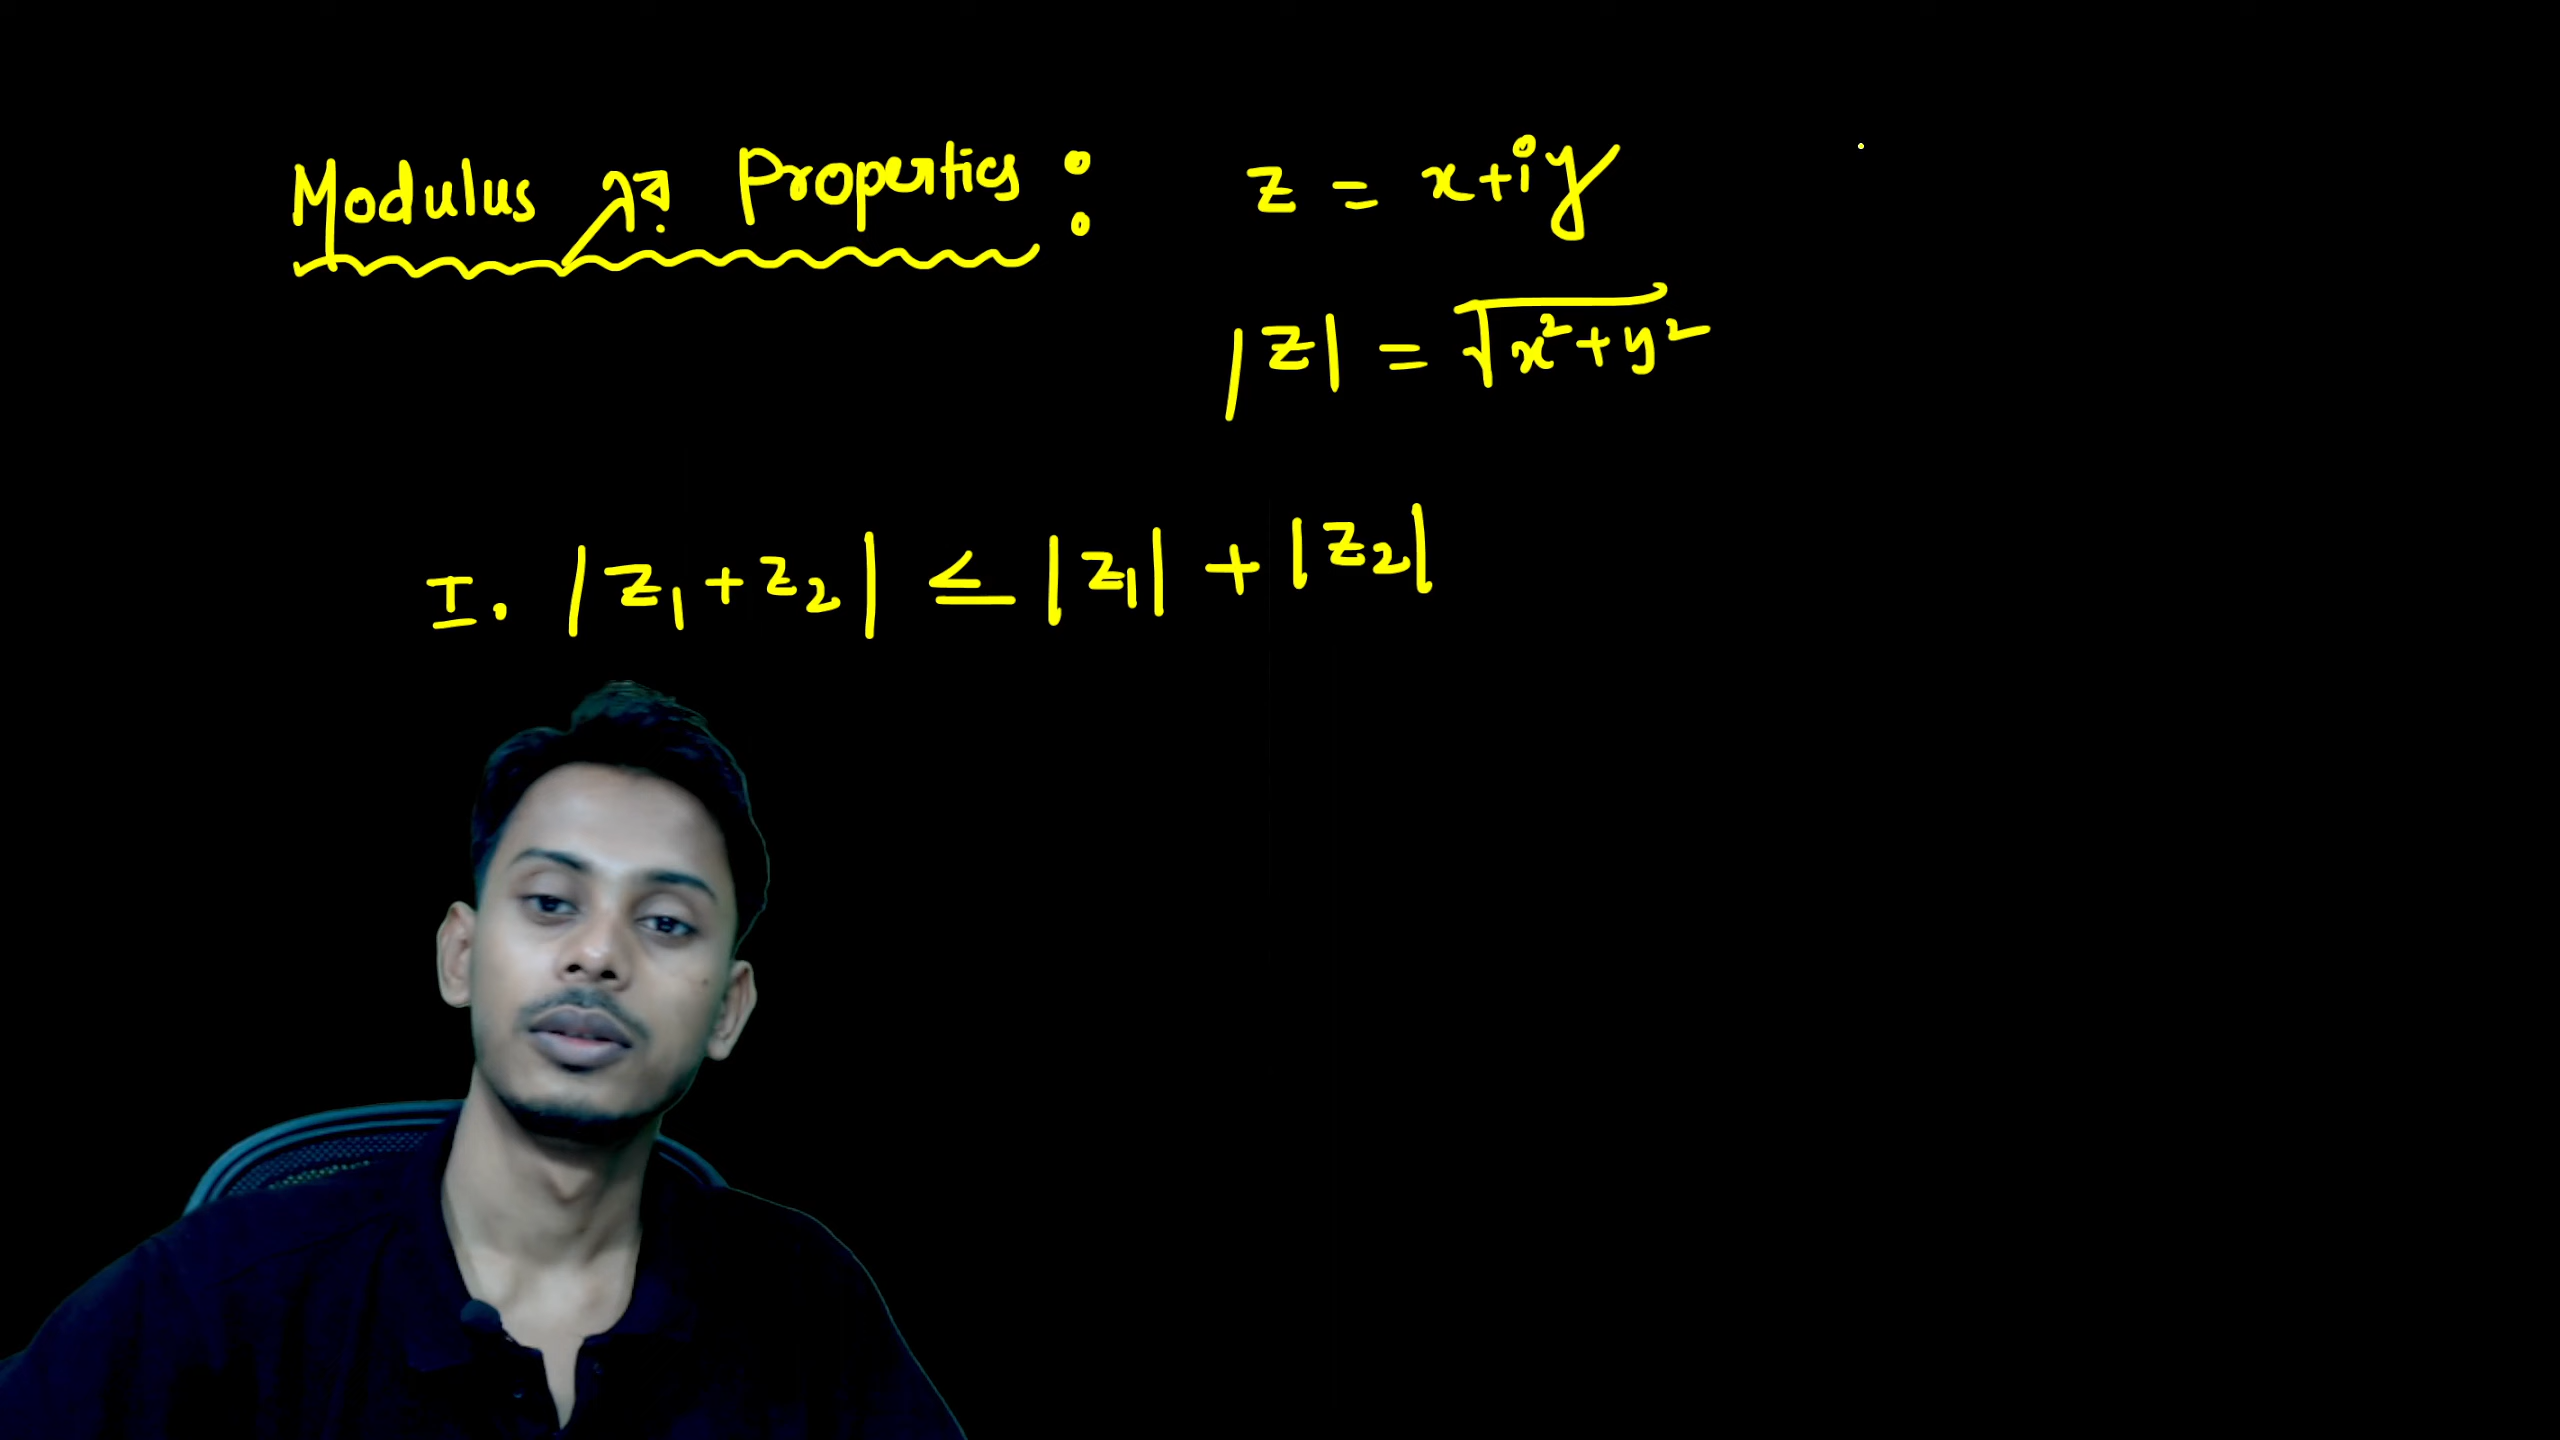 Modulus এর Properties :
z = x+iy
|z| = √x²+y²
I. |z₁+z₂| ≤ |z₁| + |z₂|